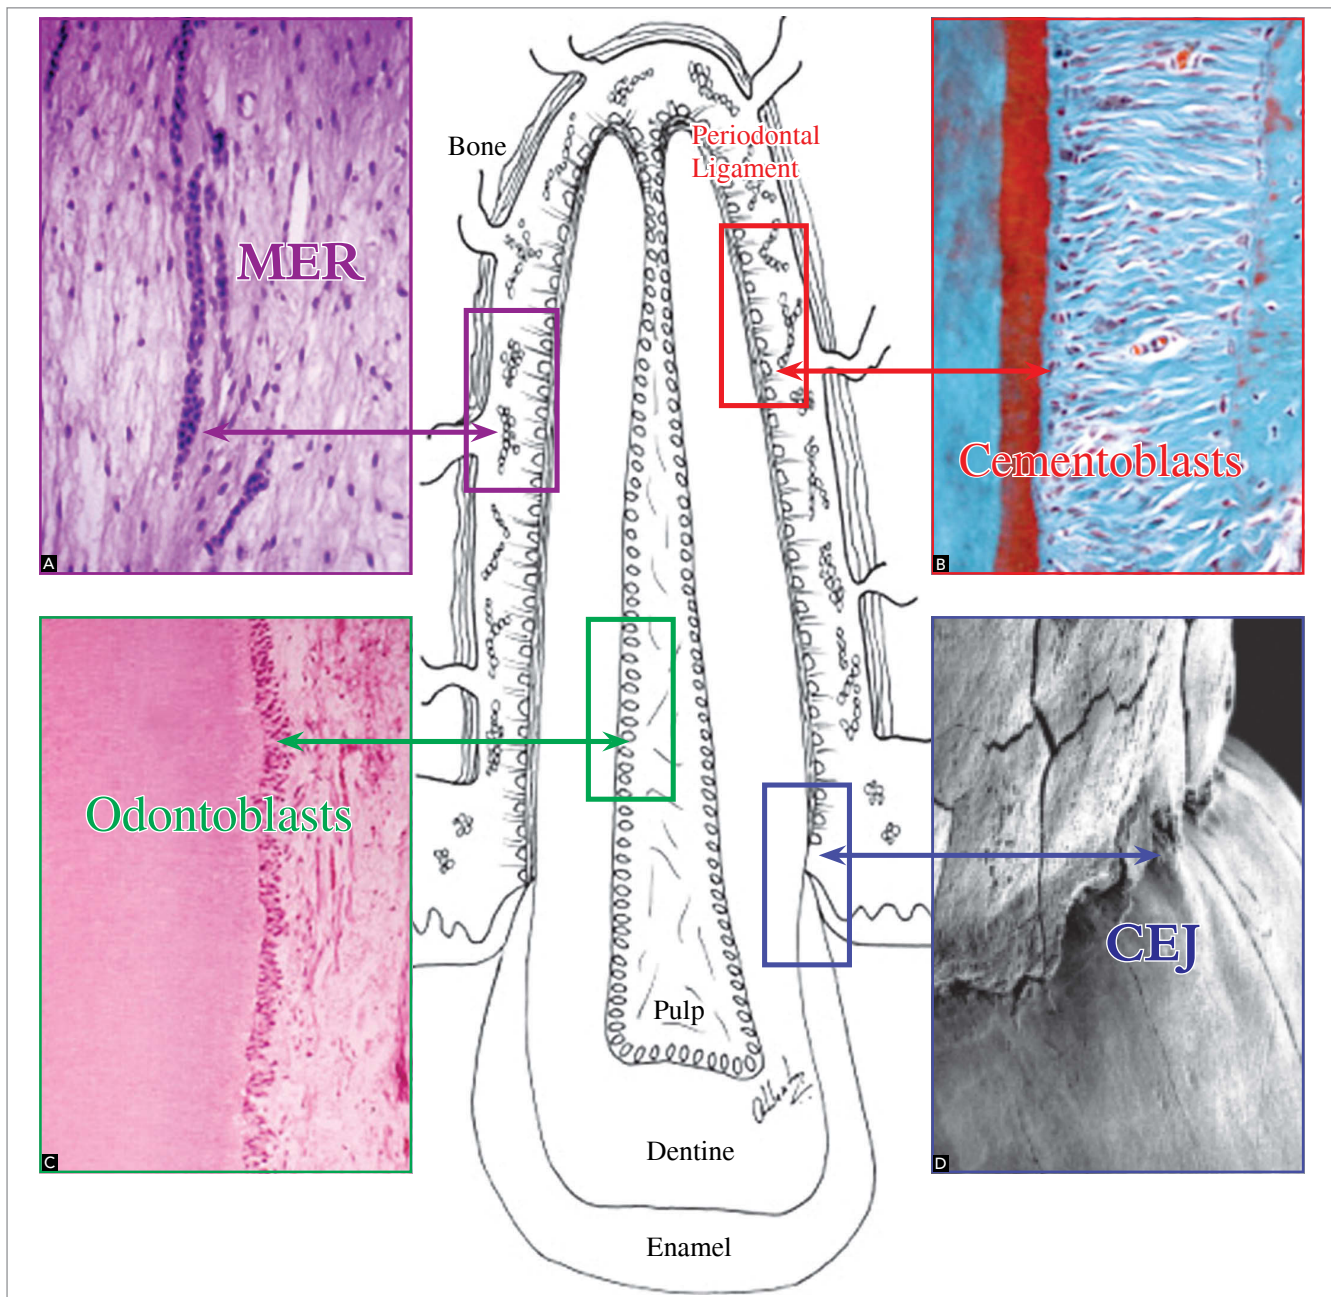 Bone
Periodontal
Ligament
MER
Cementoblasts
A
B
Odontoblasts
CEJ
Pulp
Dentine
C
D
Enamel